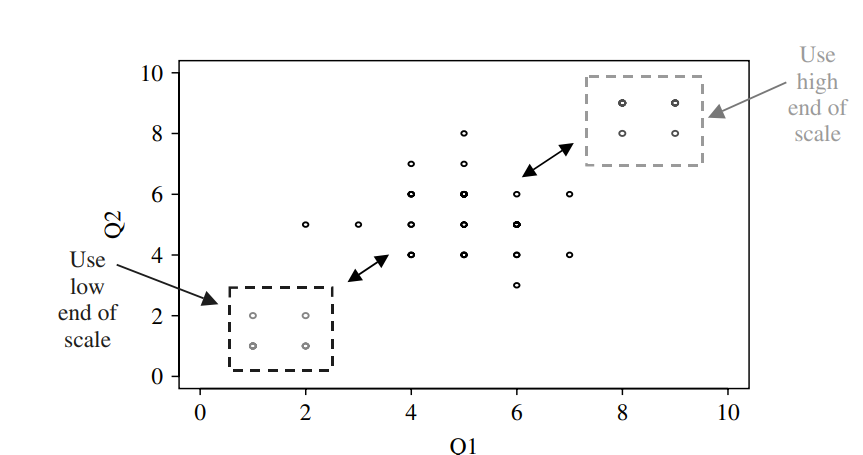 Use
high
end of
scale
10
8
6
4
2
0
Q2
Use
low
end of
scale
0 2 4 6 8 10
Q1